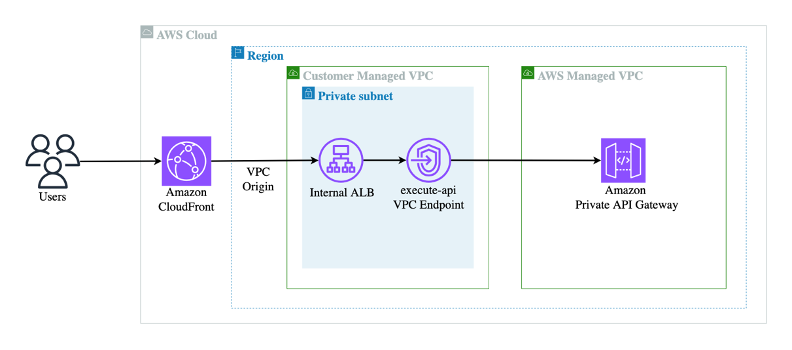 AWS Cloud
Region
Customer Managed VPC
AWS Managed VPC
Private subnet
Users
Amazon
CloudFront
VPC
Origin
Internal ALB
execute-api
VPC Endpoint
Amazon
Private API Gateway